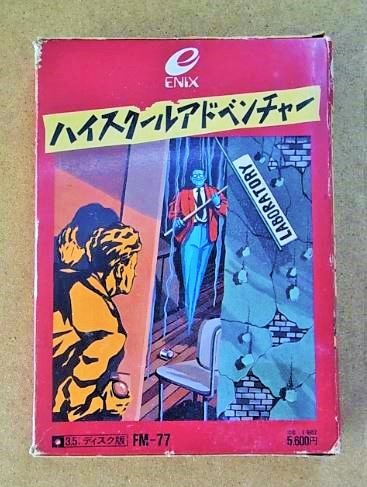 ENIX
ハイスクールアドベンチャー
LABORATORY
3.5. ディスク版 FM-77
5,600円